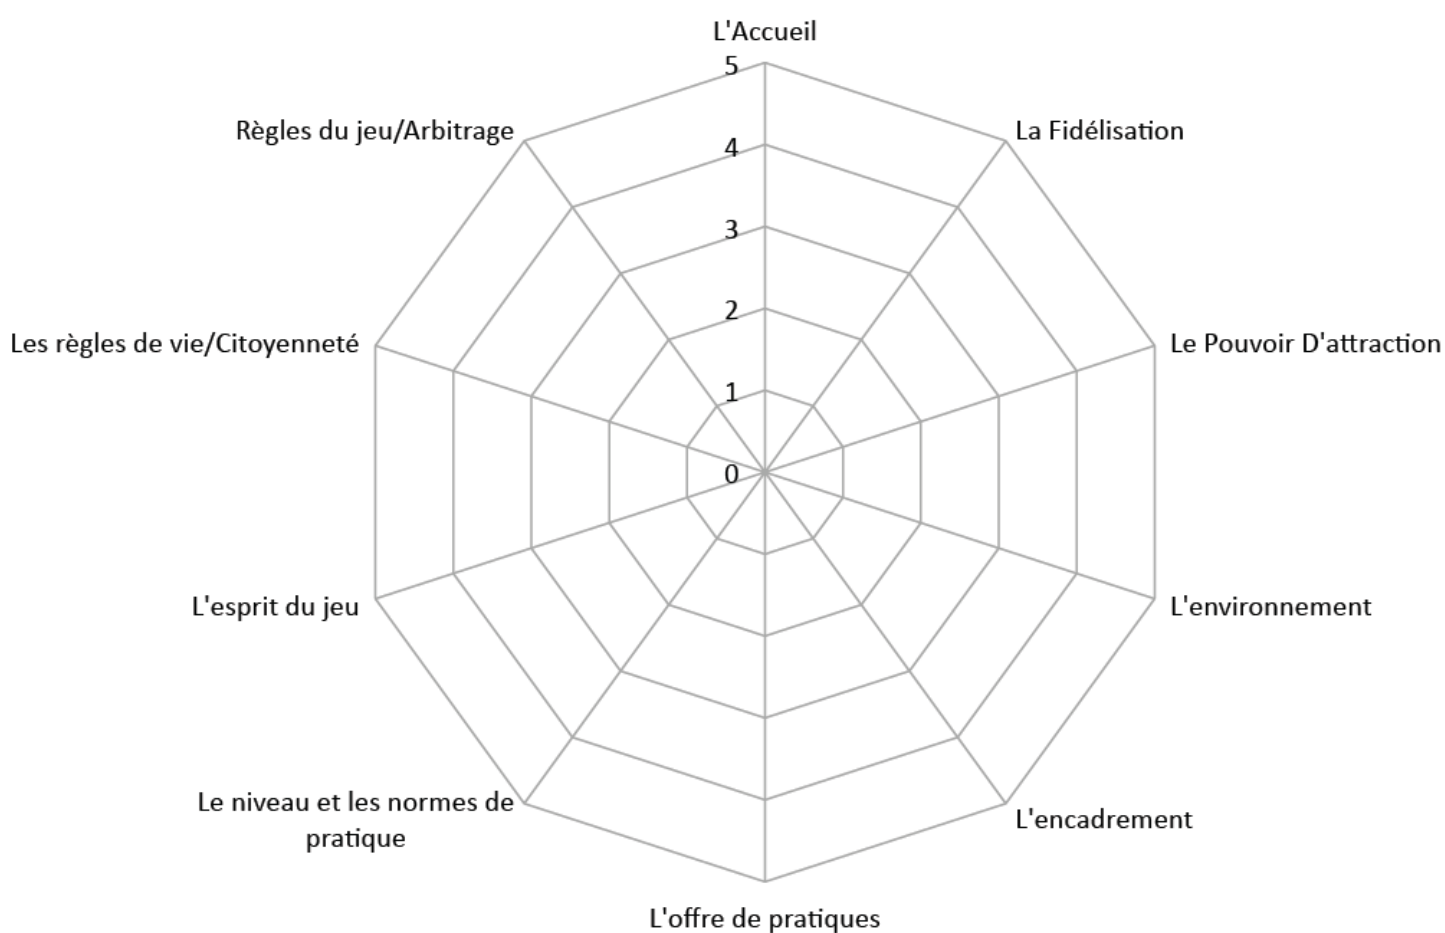 L'Accueil
5
Règles du jeu/Arbitrage
La Fidélisation
4
3
2
Les règles de vie/Citoyenneté
Le Pouvoir D'attraction
1
0
L'esprit du jeu
L'environnement
Le niveau et les normes de
pratique
L'encadrement
L'offre de pratiques